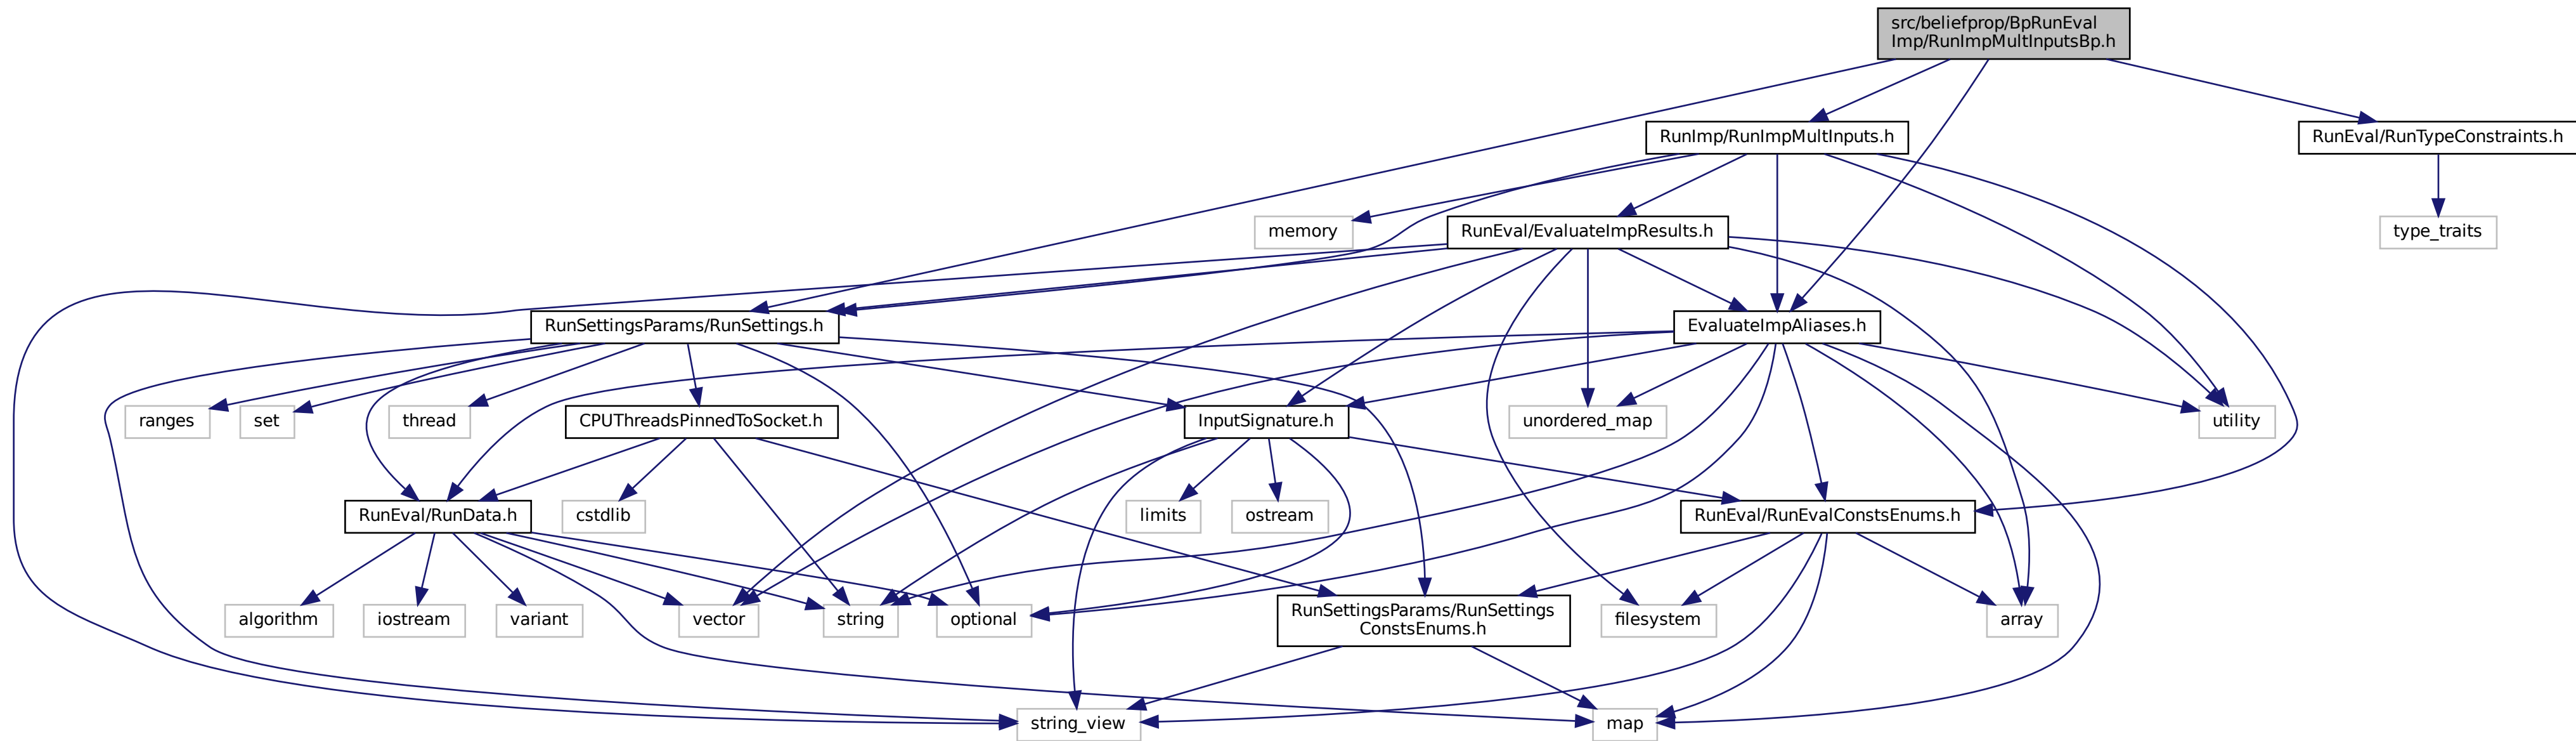 src/beliefprop/BpRunEval
Imp/RunImpMultInputsBp.h
RunImp/RunImpMultInputs.h
RunEval/RunTypeConstraints.h
memory
RunEval/EvaluateImpResults.h
type_traits
RunSettingsParams/RunSettings.h
EvaluateImpAliases.h
ranges
set
thread
CPUThreadsPinnedToSocket.h
InputSignature.h
unordered_map
utility
RunEval/RunData.h
cstdlib
limits
ostream
RunEval/RunEvalConstsEnums.h
algorithm
iostream
variant
vector
string
optional
RunSettingsParams/RunSettings
ConstsEnums.h
filesystem
array
string_view
map